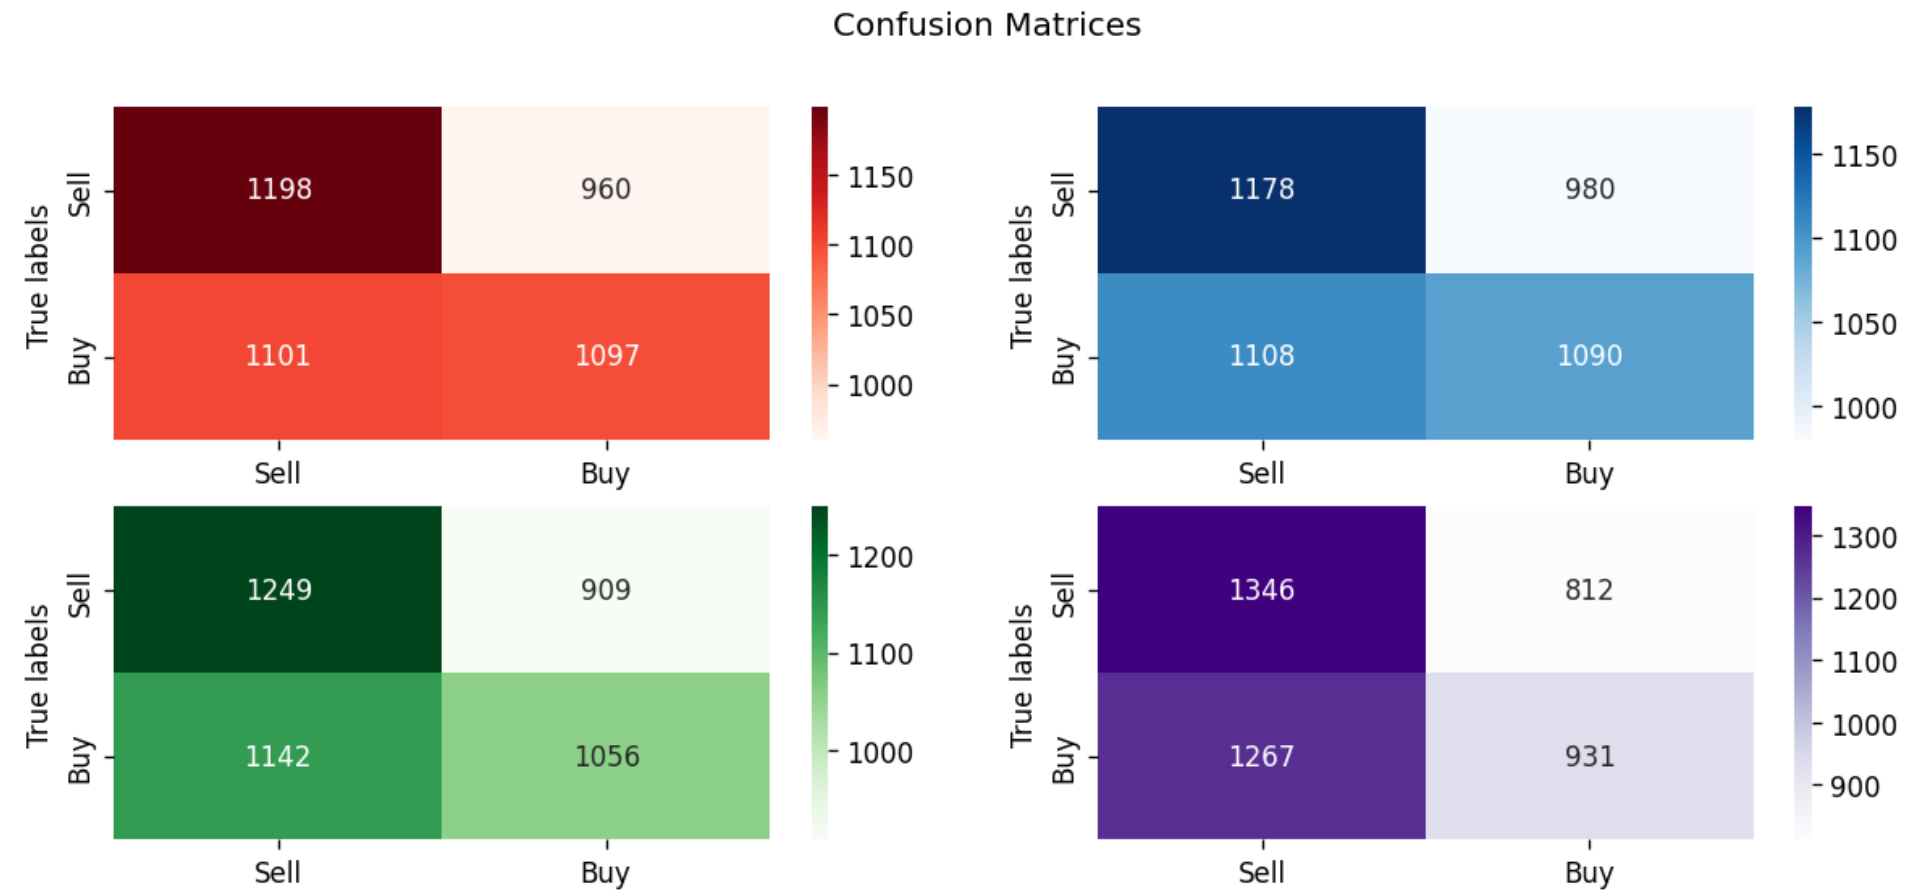 Confusion Matrices
True labels
Sell
Buy
1198 960
1101 1097
Sell Buy
1150
1100
1050
1000
True labels
Sell
Buy
1178 980
1108 1090
Sell Buy
1150
1100
1050
1000
True labels
Sell
Buy
1249 909
1142 1056
Sell Buy
1200
1100
1000
True labels
Sell
Buy
1346 812
1267 931
Sell Buy
1300
1200
1100
1000
900